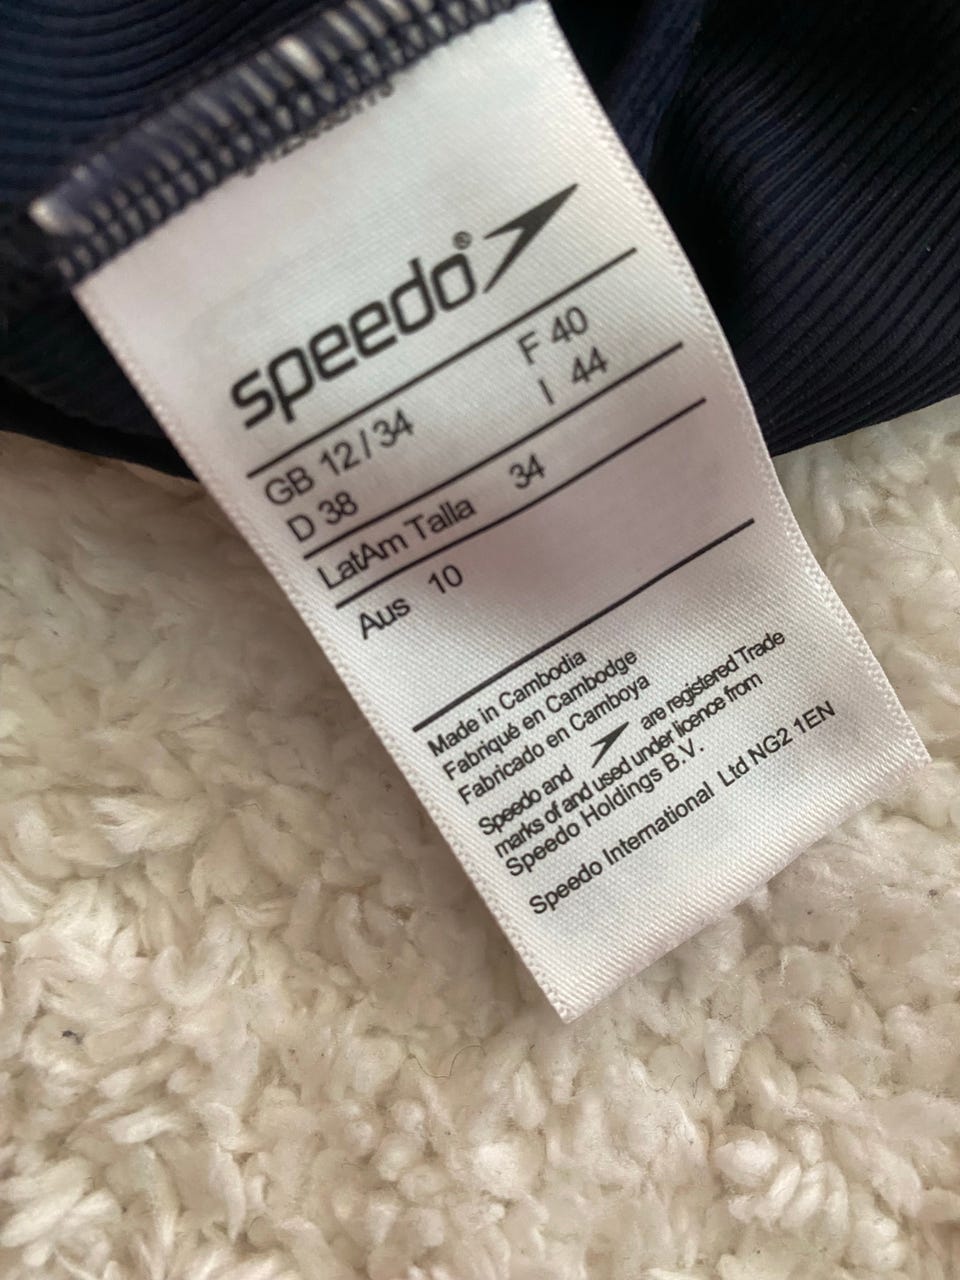 speedo®
GB 12/34 F 40
D 38 I 44
LatAm Talla 34
Aus 10
Made in Cambodia
Fabriqué en Cambodge
Fabricado en Camboya
Speedo and are registered Trade
marks of and used under licence from
Speedo Holdings B.V.
Speedo International Ltd NG2 1EN